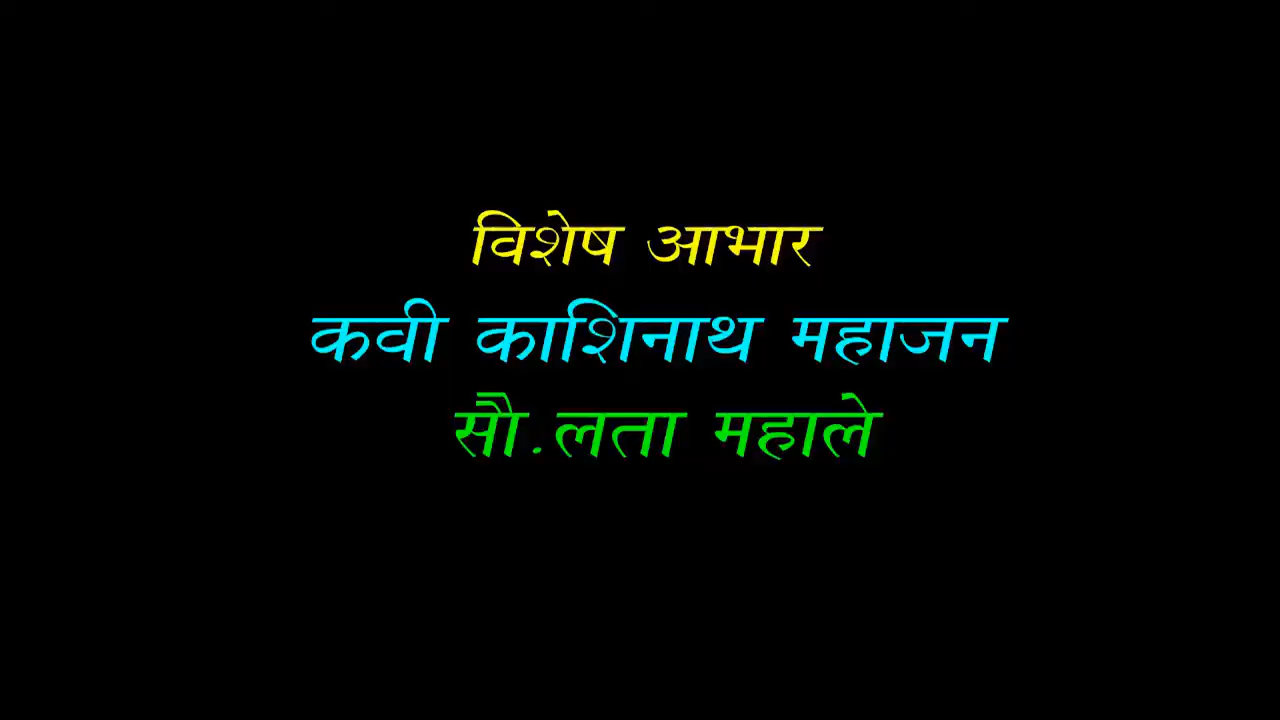 विशेष आभार
कवी काशिनाथ महाजन
सौ.लता महाले